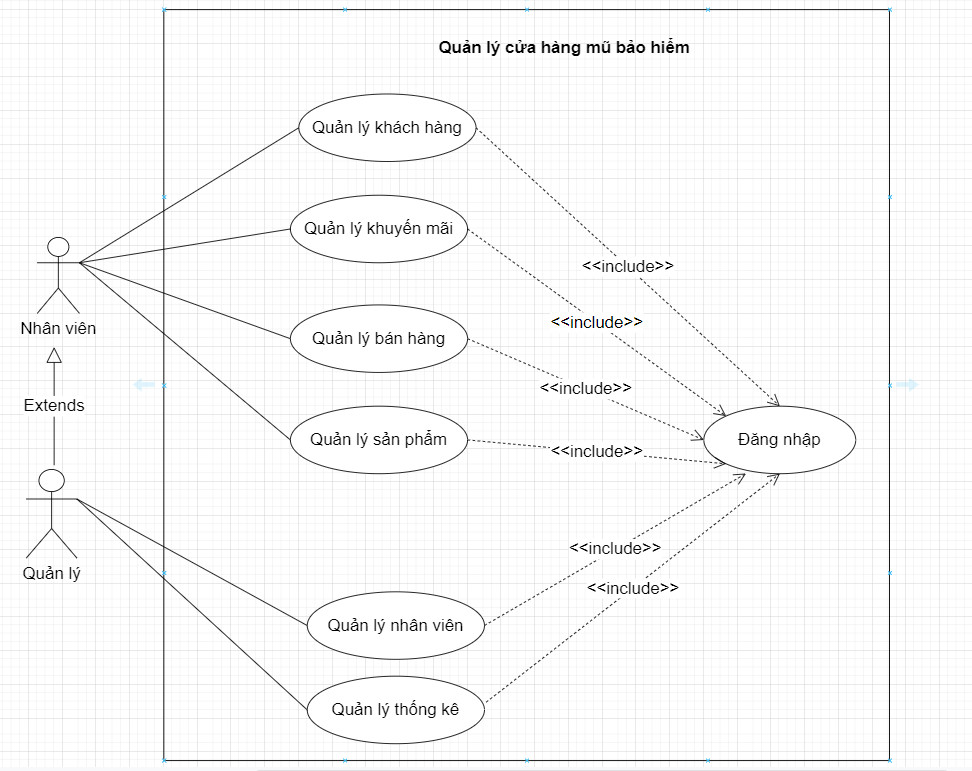 Quản lý cửa hàng mũ bảo hiểm
Quản lý khách hàng
Quản lý khuyến mãi
<<include>>
Nhân viên
<<include>>
Quản lý bán hàng
<<include>>
Extends
Quản lý sản phẩm
<<include>>
Đăng nhập
Quản lý
<<include>>
<<include>>
Quản lý nhân viên
Quản lý thống kê